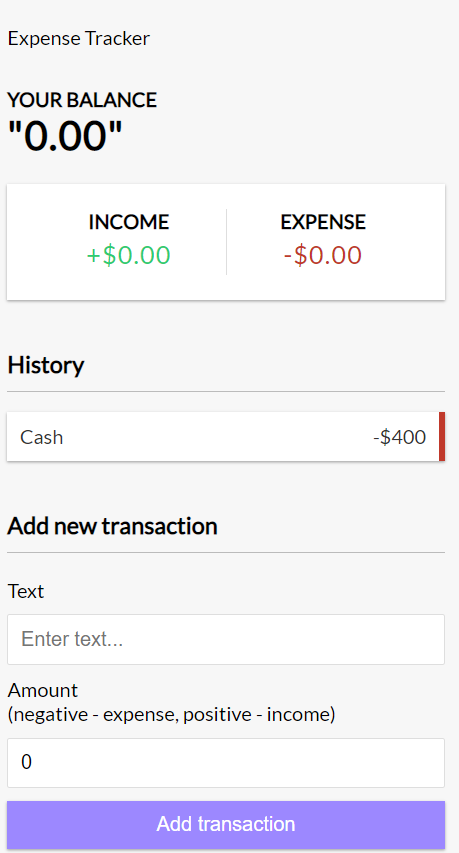 Expense Tracker
YOUR BALANCE
"0.00"
INCOME EXPENSE
+$0.00 -$0.00
History
Cash -$400
Add new transaction
Text
Enter text...
Amount
(negative - expense, positive - income)
0
Add transaction